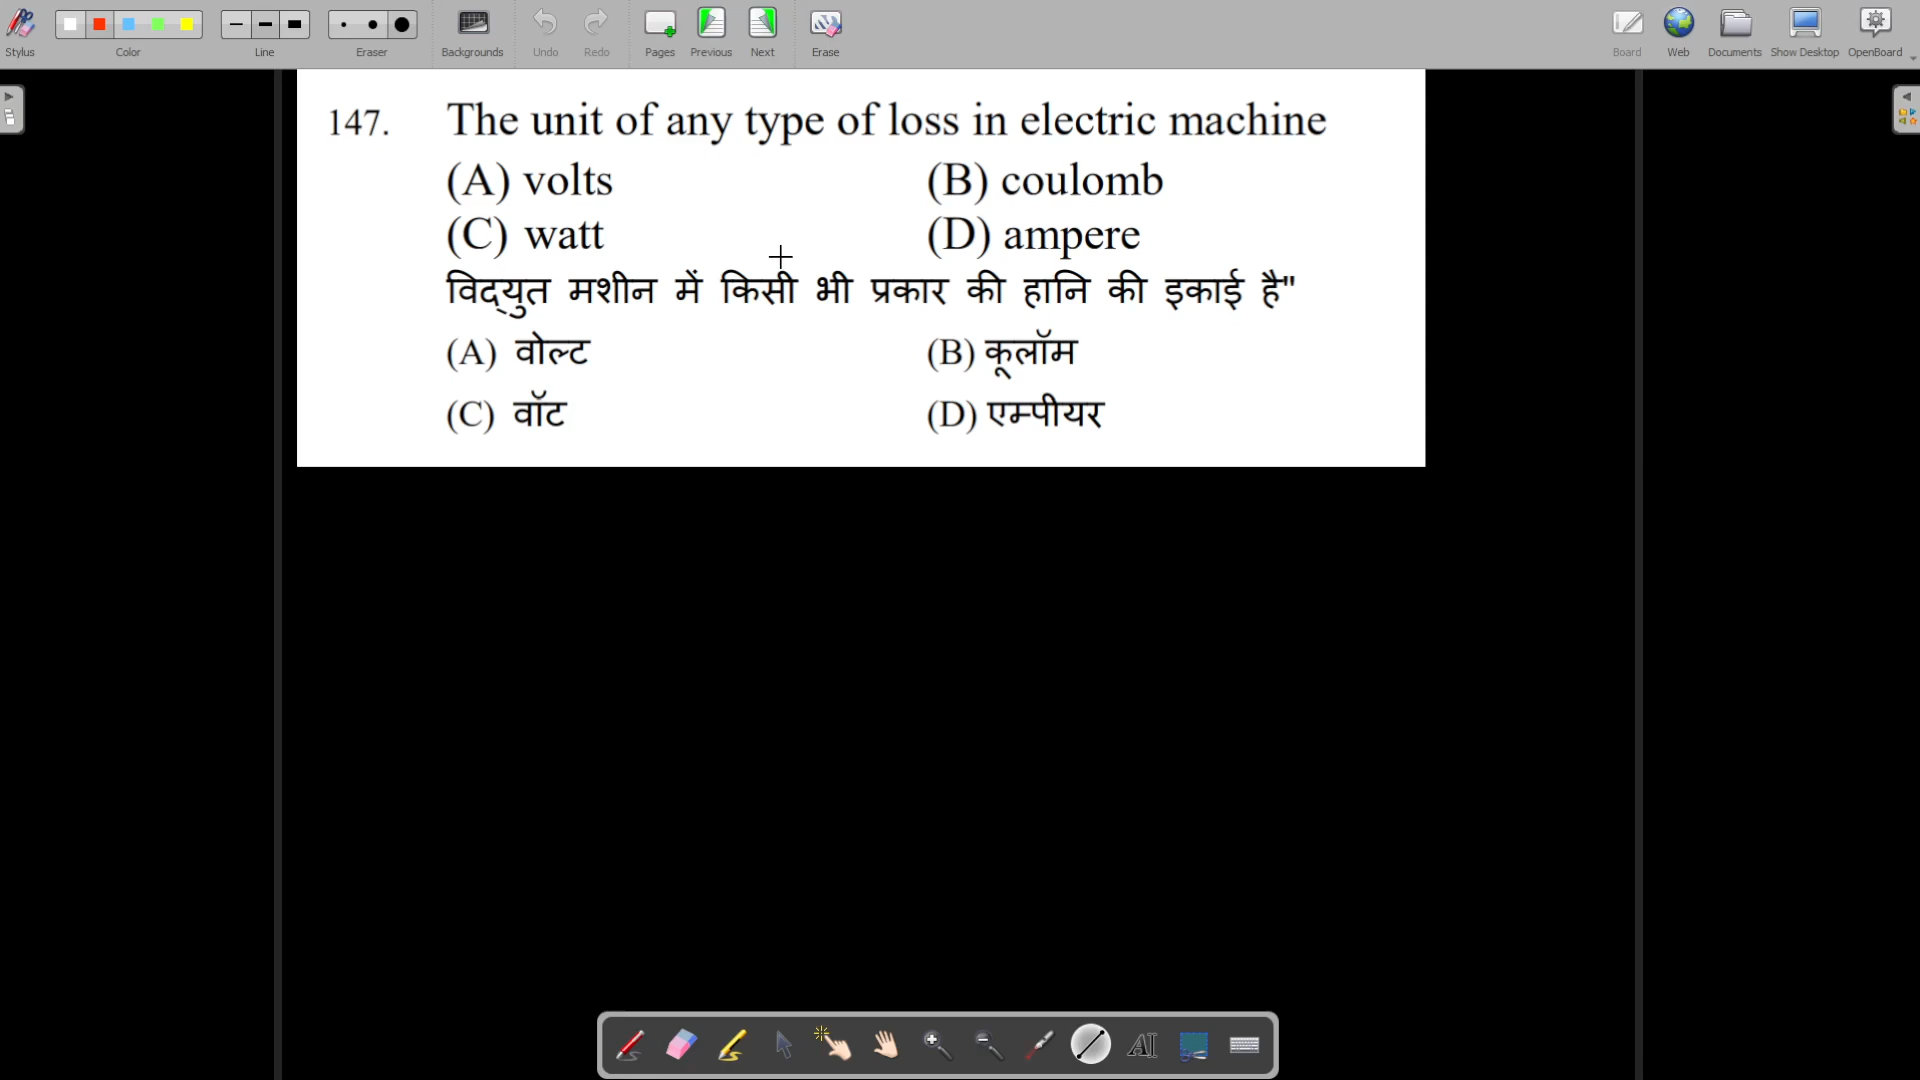 Stylus Color Line Eraser Backgrounds Undo Redo Pages Previous Next Erase Board Web Documents Show Desktop OpenBoard
147. The unit of any type of loss in electric machine
(A) volts (B) coulomb
(C) watt (D) ampere
विद्युत मशीन में किसी भी प्रकार की हानि की इकाई है"
(A) वोल्ट (B) कूलॉम
(C) वॉट (D) एम्पीयर
AI